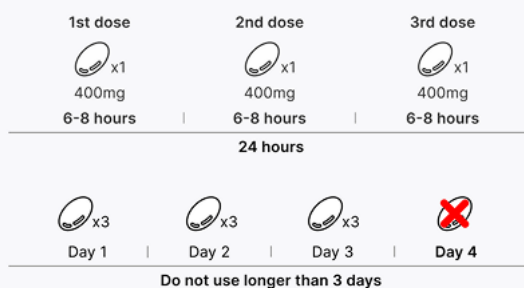 1st dose 2nd dose 3rd dose
x1 x1 x1
400mg 400mg 400mg
6-8 hours 6-8 hours 6-8 hours
24 hours
x3 x3 x3
Day 1 Day 2 Day 3 Day 4
Do not use longer than 3 days